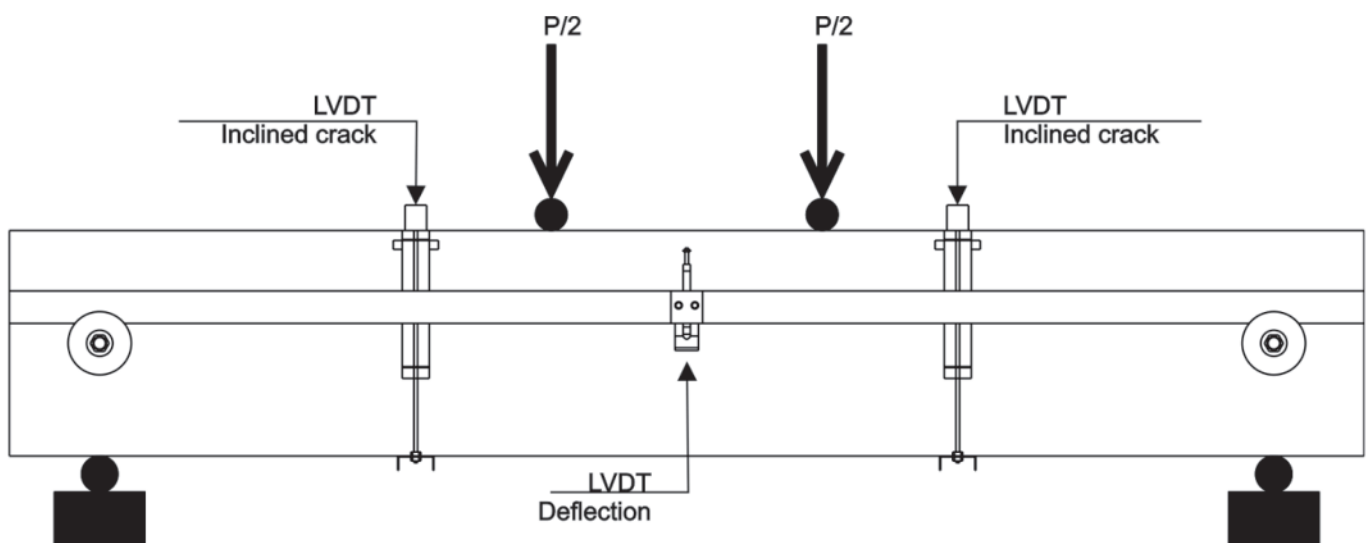 P/2
P/2
LVDT
Inclined crack
LVDT
Inclined crack
LVDT
Deflection